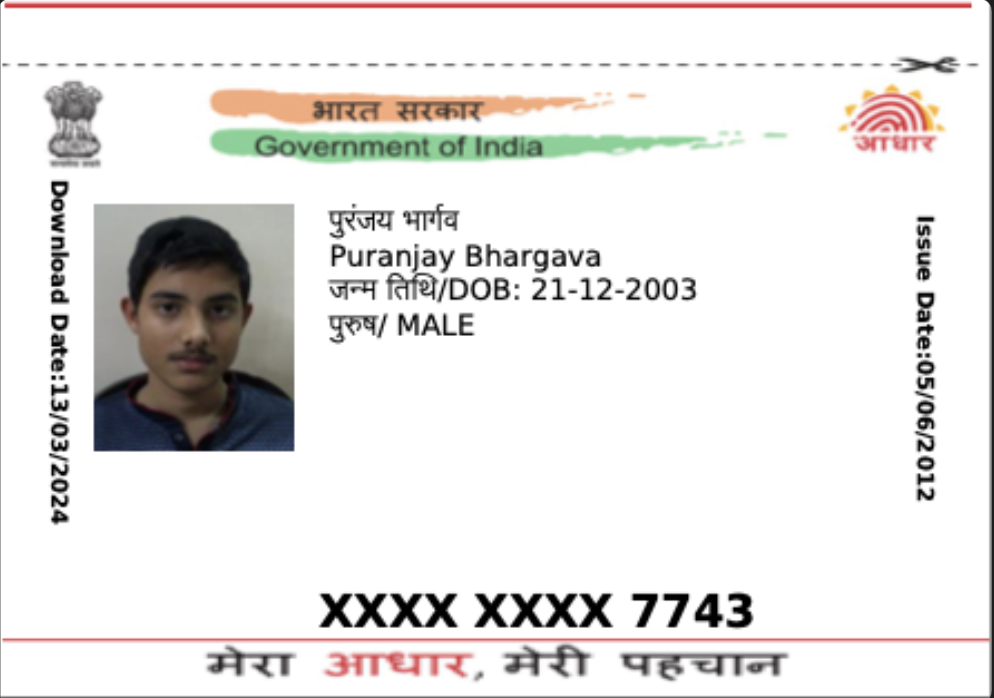 भारत सरकार
Government of India
आधार
Download Date:13/03/2024
पुरंजय भार्गव
Puranjay Bhargava
जन्म तिथि/DOB: 21-12-2003
पुरुष/ MALE
Issue Date:05/06/2012
XXXX XXXX 7743
मेरा आधार, मेरी पहचान